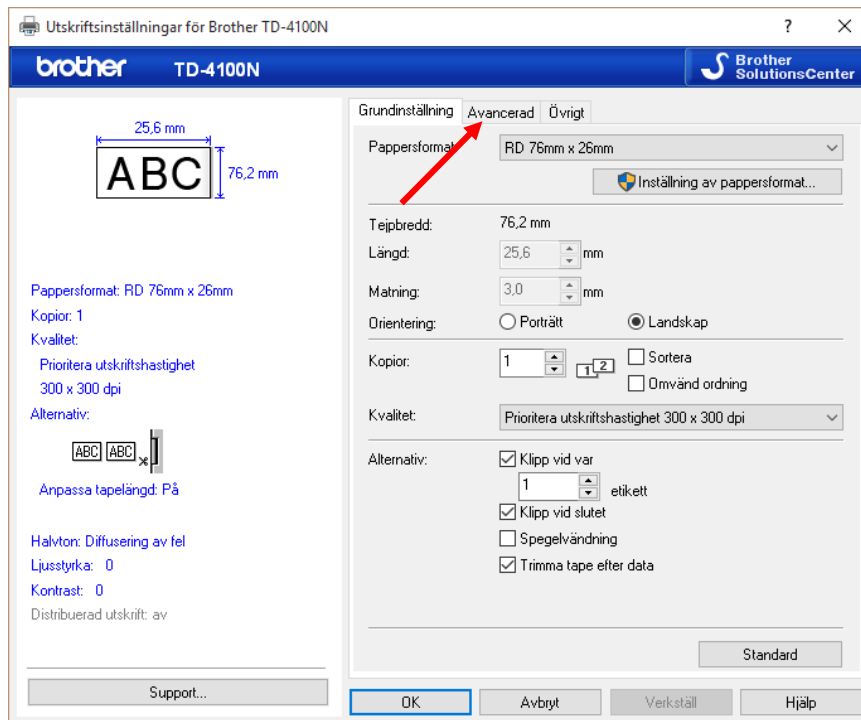 Utskriftsinställningar för Brother TD-4100N
?
brother TD-4100N
Brother
SolutionsCenter
25,6 mm
ABC
76,2 mm
Pappersformat: RD 76mm x 26mm
Kopior: 1
Kvalitet:
Prioritera utskriftshastighet
300 x 300 dpi
Alternativ:
ABC ABC
Anpassa tapelängd: På
Halvton: Diffusering av fel
Ljusstyrka: 0
Kontrast: 0
Distribuerad utskrift: av
Support...
Grundinställning Avancerad Övrigt
Pappersformat RD 76mm x 26mm
Inställning av pappersformat...
Tejpbredd: 76,2 mm
Längd: 25,6 mm
Matning: 3,0 mm
Orientering: Porträtt Landskap
Kopior: 1 1 2 Sortera
Omvänd ordning
Kvalitet: Prioritera utskriftshastighet 300 x 300 dpi
Alternativ: Klipp vid var
1 etikett
Klipp vid slutet
Spegelvändning
Trimma tape efter data
Standard
OK Avbryt Verkställ Hjälp